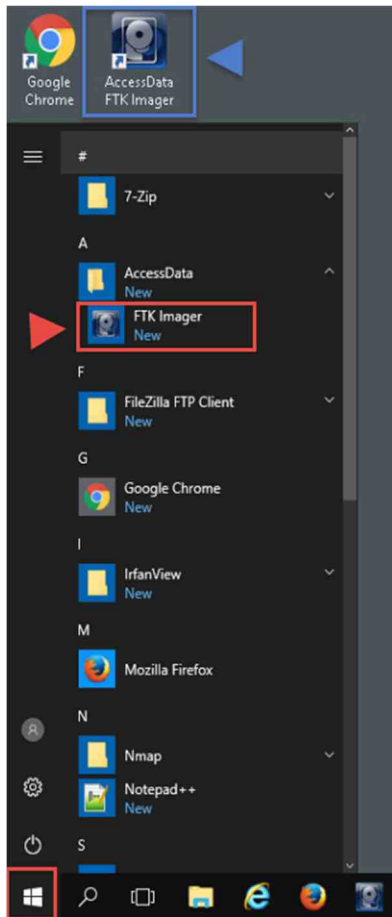 Google
Chrome
AccessData
FTK Imager
#
7-Zip
A
AccessData
New
FTK Imager
New
F
FileZilla FTP Client
New
G
Google Chrome
New
I
IrfanView
New
M
Mozilla Firefox
N
Nmap
Notepad++
New
S